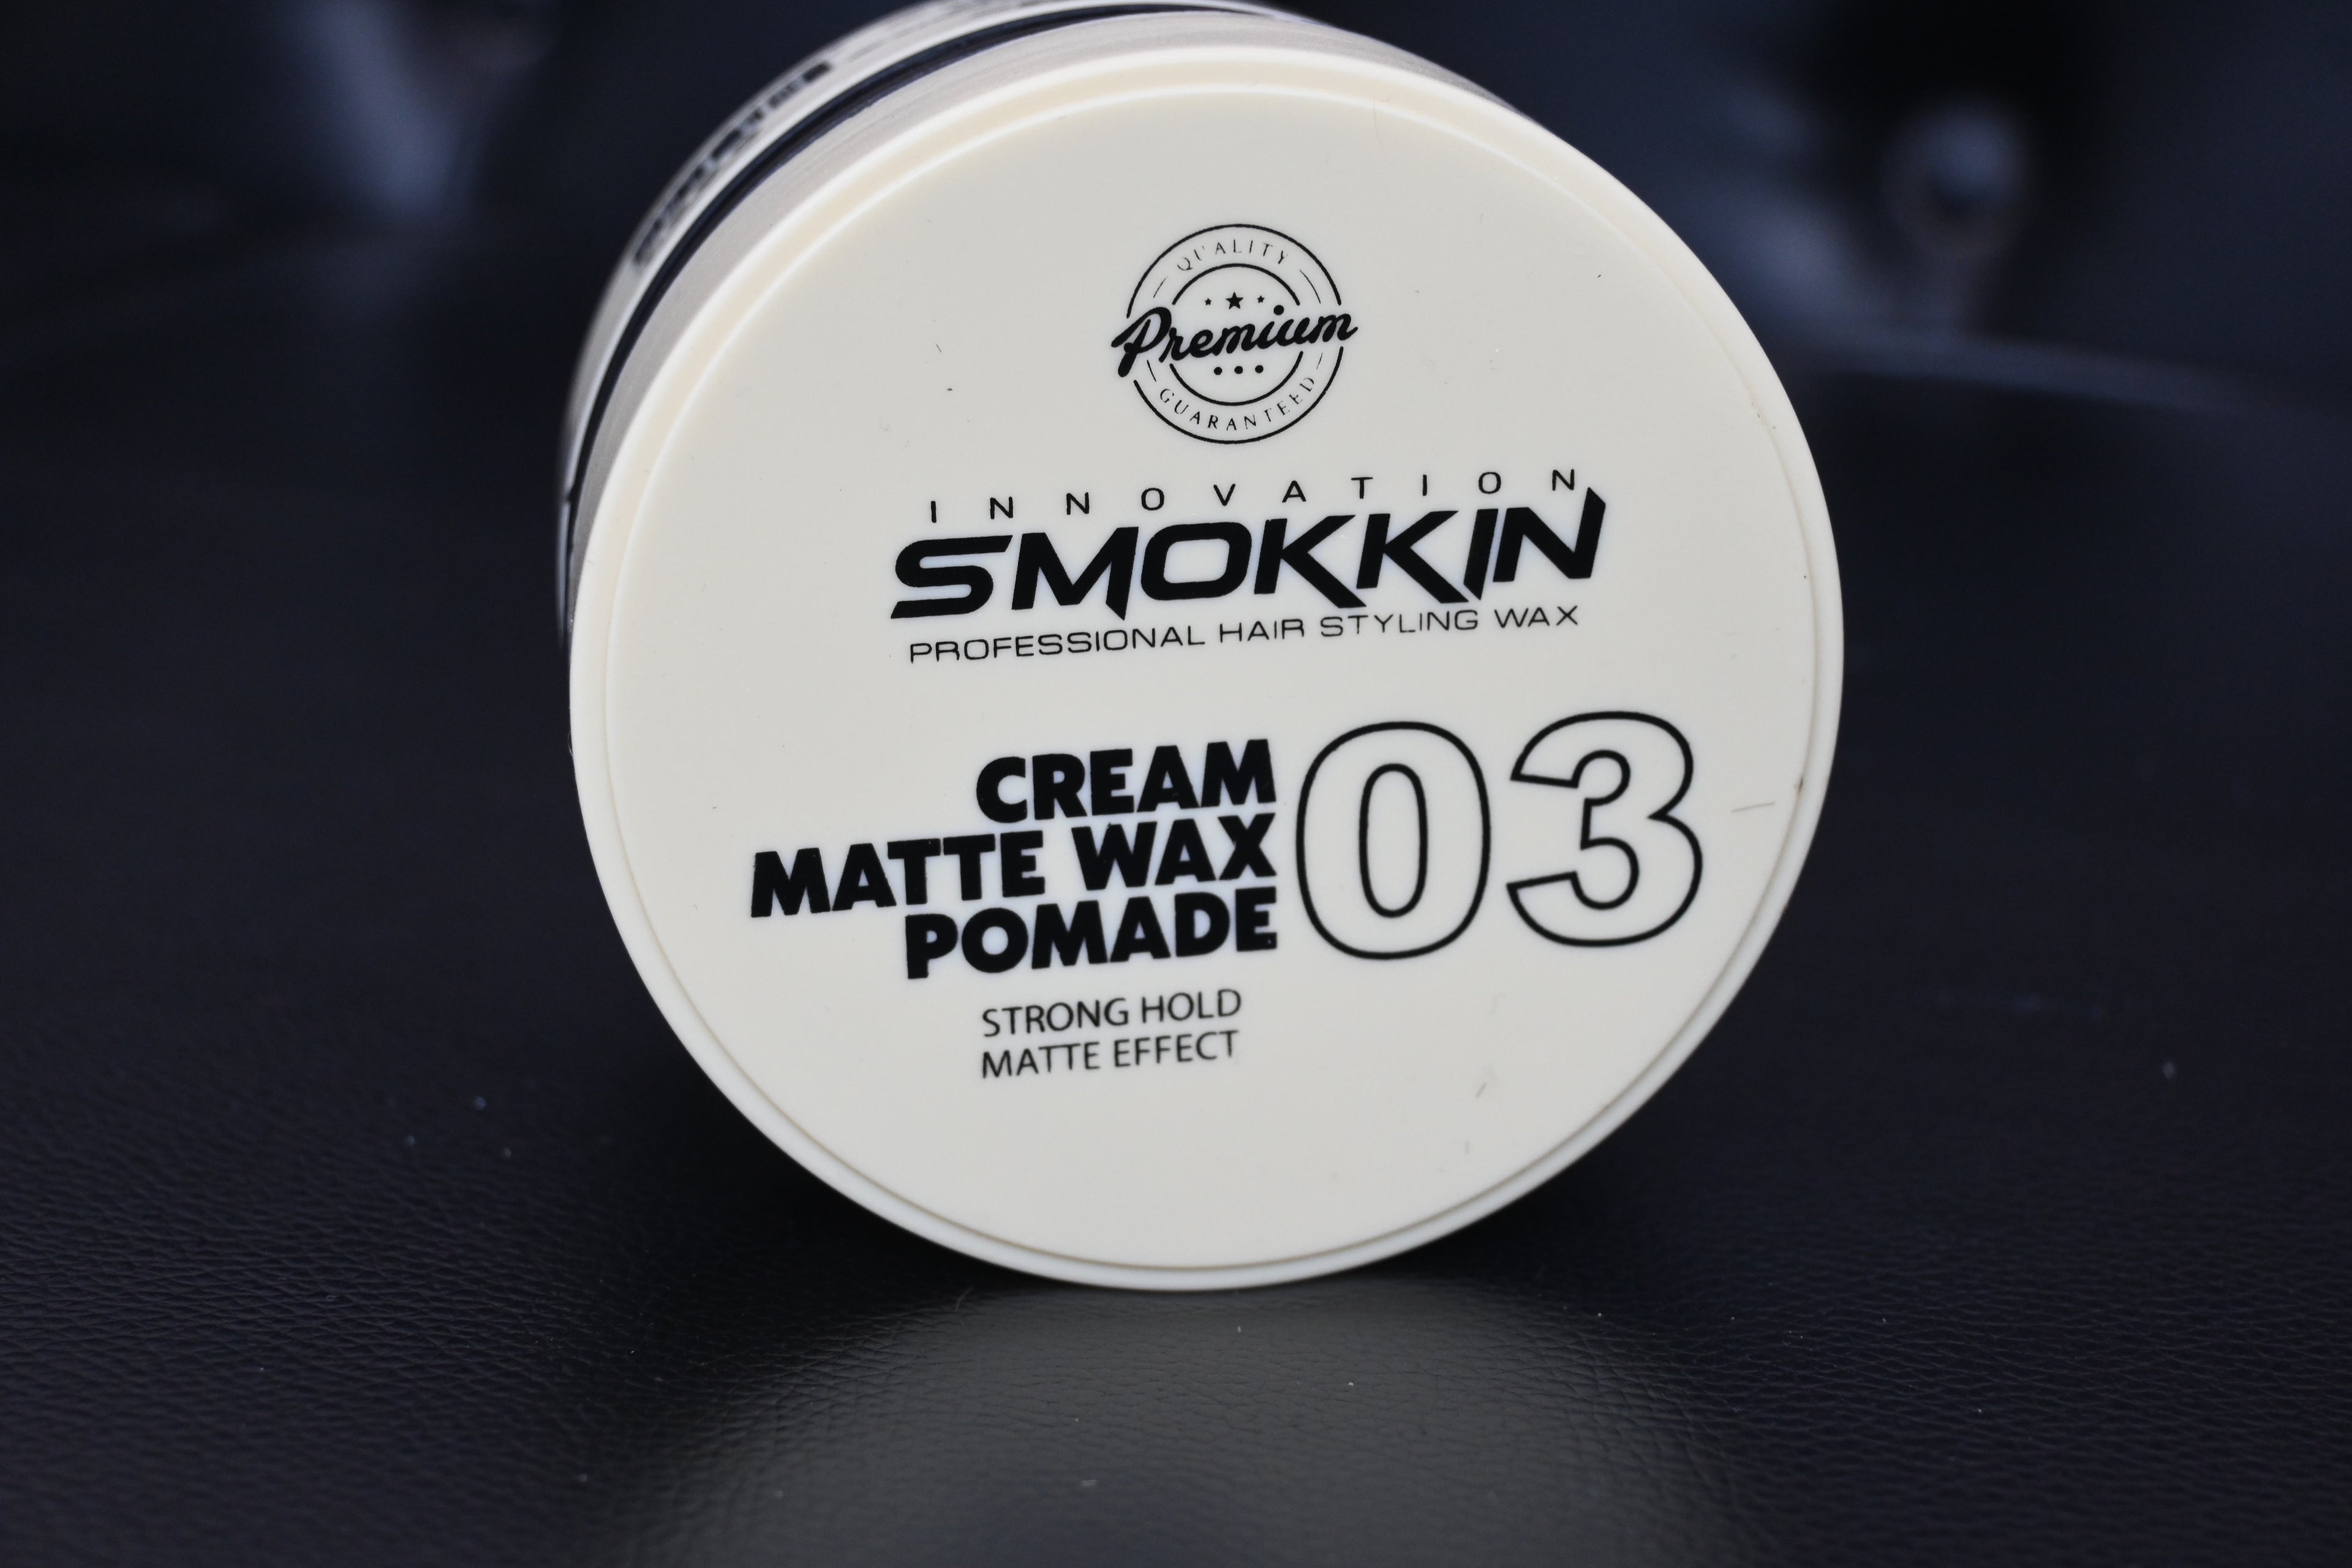 QUALITY
Premium
GUARANTEED
INNOVATION
SMOKKIN
PROFESSIONAL HAIR STYLING WAX
CREAM
MATTE WAX
POMADE
03
STRONG HOLD
MATTE EFFECT